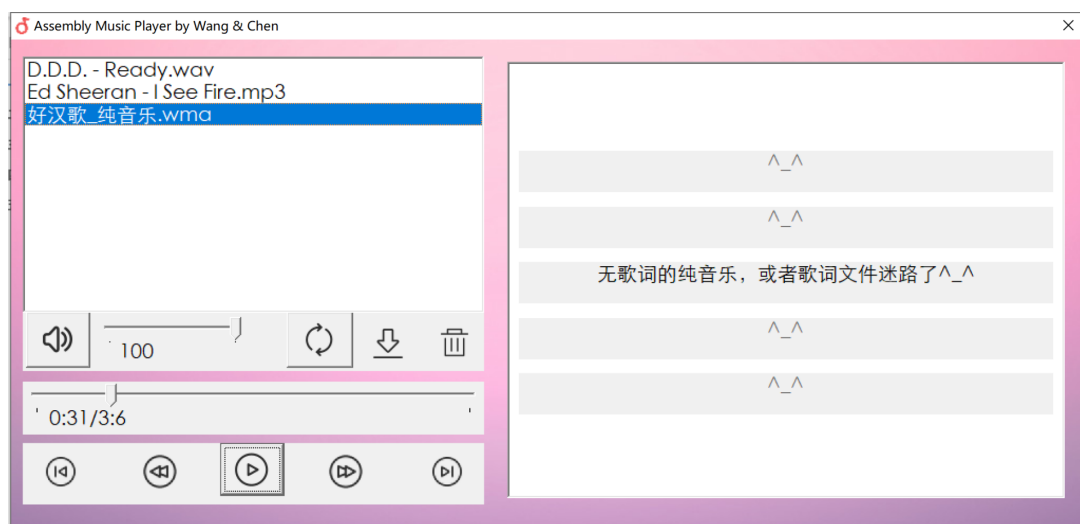 Assembly Music Player by Wang & Chen
D.D.D. - Ready.wav
Ed Sheeran - I See Fire.mp3
好汉歌_纯音乐.wma
100
0:31/3:6
^_^
^_^
无歌词的纯音乐，或者歌词文件迷路了^_^
^_^
^_^